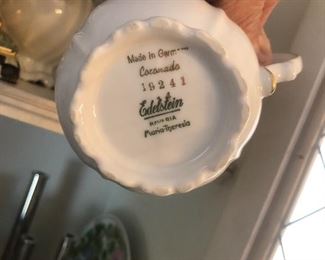 Made in Germany
Coronado
19241
Edelstein
BAVARIA
Maria-Theresia